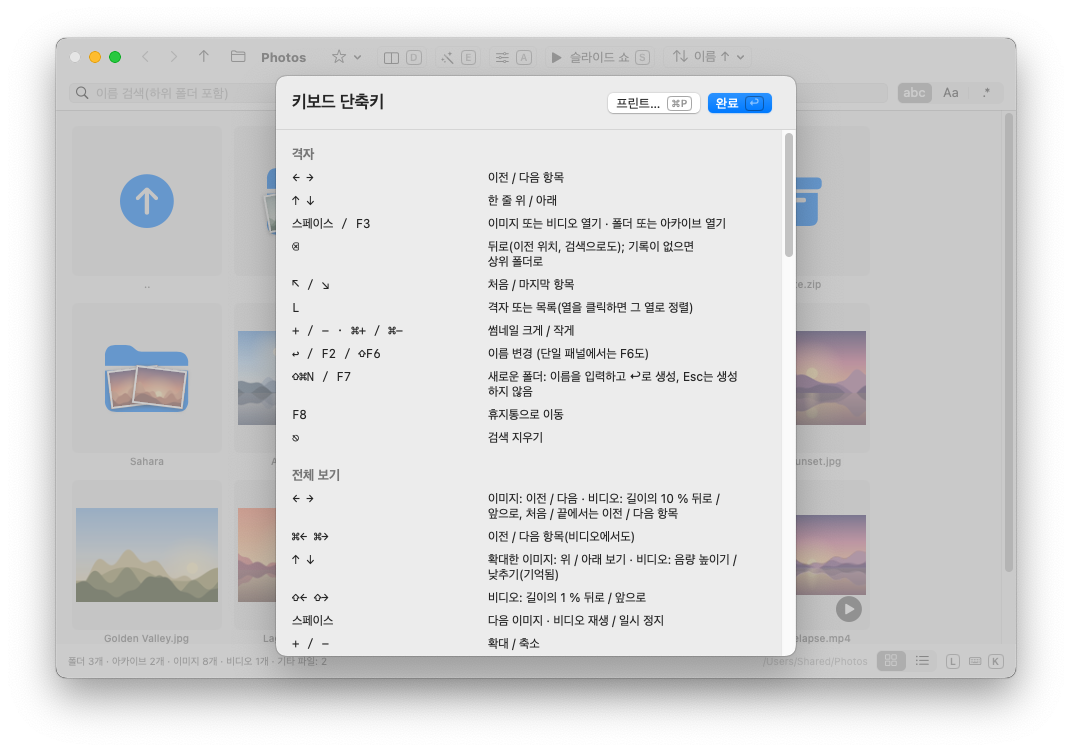 Photos
D
E
A
슬라이드 쇼 S
이름 ↑
이름 검색(하위 폴더 포함)
abc
Aa
.*
키보드 단축키
프린트... ⌘P
완료 ↩
격자
← → 이전 / 다음 항목
↑ ↓ 한 줄 위 / 아래
스페이스 / F3 이미지 또는 비디오 열기 · 폴더 또는 아카이브 열기
⌫ 뒤로(이전 위치, 검색으로도); 기록이 없으면
상위 폴더로
↖ / ↘ 처음 / 마지막 항목
L 격자 또는 목록(열을 클릭하면 그 열로 정렬)
+ / − · ⌘+ / ⌘− 썸네일 크게 / 작게
↩ / F2 / ⇧F6 이름 변경 (단일 패널에서는 F6도)
⇧⌘N / F7 새로운 폴더: 이름을 입력하고 ↩로 생성, Esc는 생성
하지 않음
F8 휴지통으로 이동
⎋ 검색 지우기
전체 보기
← → 이미지: 이전 / 다음 · 비디오: 길이의 10 % 뒤로 /
앞으로, 처음 / 끝에서는 이전 / 다음 항목
⌘← ⌘→ 이전 / 다음 항목(비디오에서도)
↑ ↓ 확대한 이미지: 위 / 아래 보기 · 비디오: 음량 높이기 /
낮추기(기억됨)
⇧← ⇧→ 비디오: 길이의 1 % 뒤로 / 앞으로
스페이스 다음 이미지 · 비디오 재생 / 일시 정지
+ / − 확대 / 축소
..
.zip
Sahara
Golden Valley.jpg
폴더 3개 · 아카이브 2개 · 이미지 8개 · 비디오 1개 · 기타 파일: 2
/Users/Shared/Photos
L
K